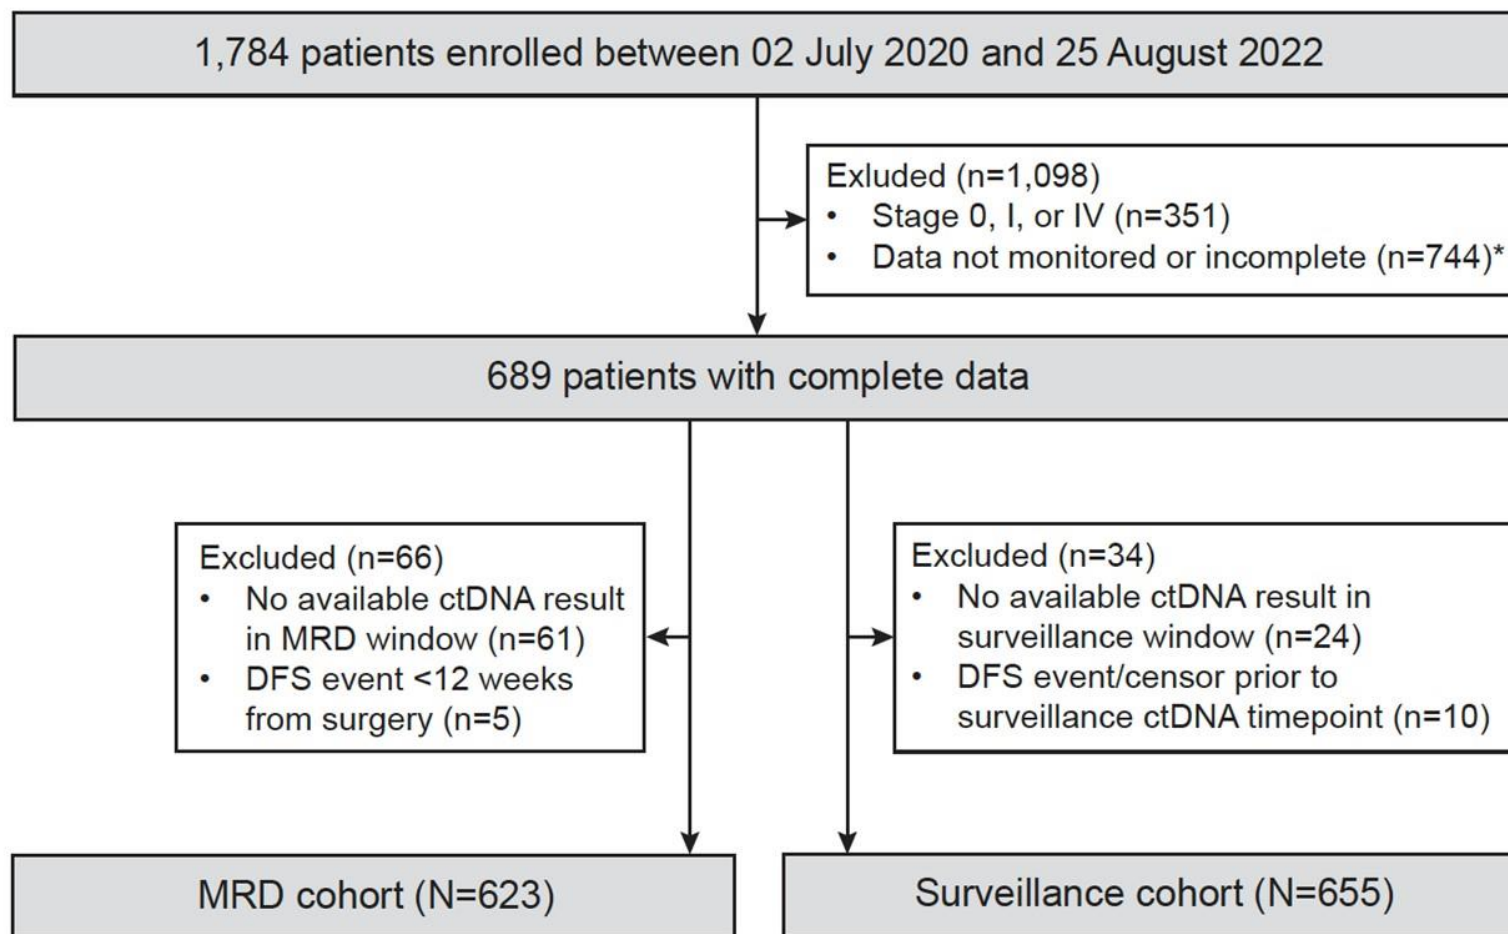 1,784 patients enrolled between 02 July 2020 and 25 August 2022
Exluded (n=1,098)
• Stage 0, I, or IV (n=351)
• Data not monitored or incomplete (n=744)*
689 patients with complete data
Excluded (n=66)
• No available ctDNA result
in MRD window (n=61)
• DFS event <12 weeks
from surgery (n=5)
Excluded (n=34)
• No available ctDNA result in
surveillance window (n=24)
• DFS event/censor prior to
surveillance ctDNA timepoint (n=10)
MRD cohort (N=623)
Surveillance cohort (N=655)